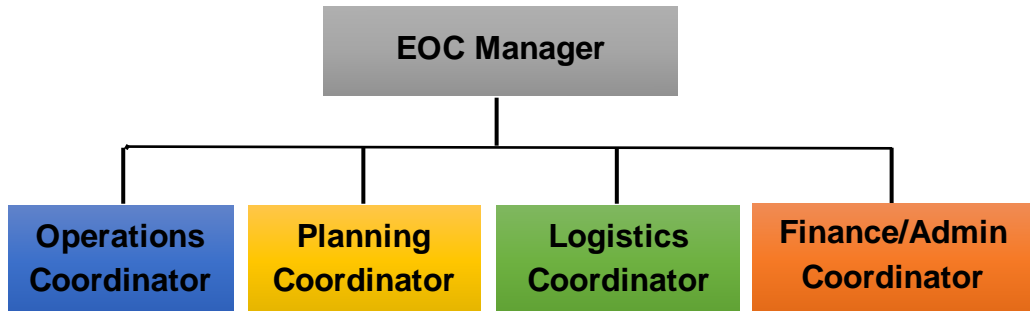 EOC Manager
Operations
Coordinator
Planning
Coordinator
Logistics
Coordinator
Finance/Admin
Coordinator